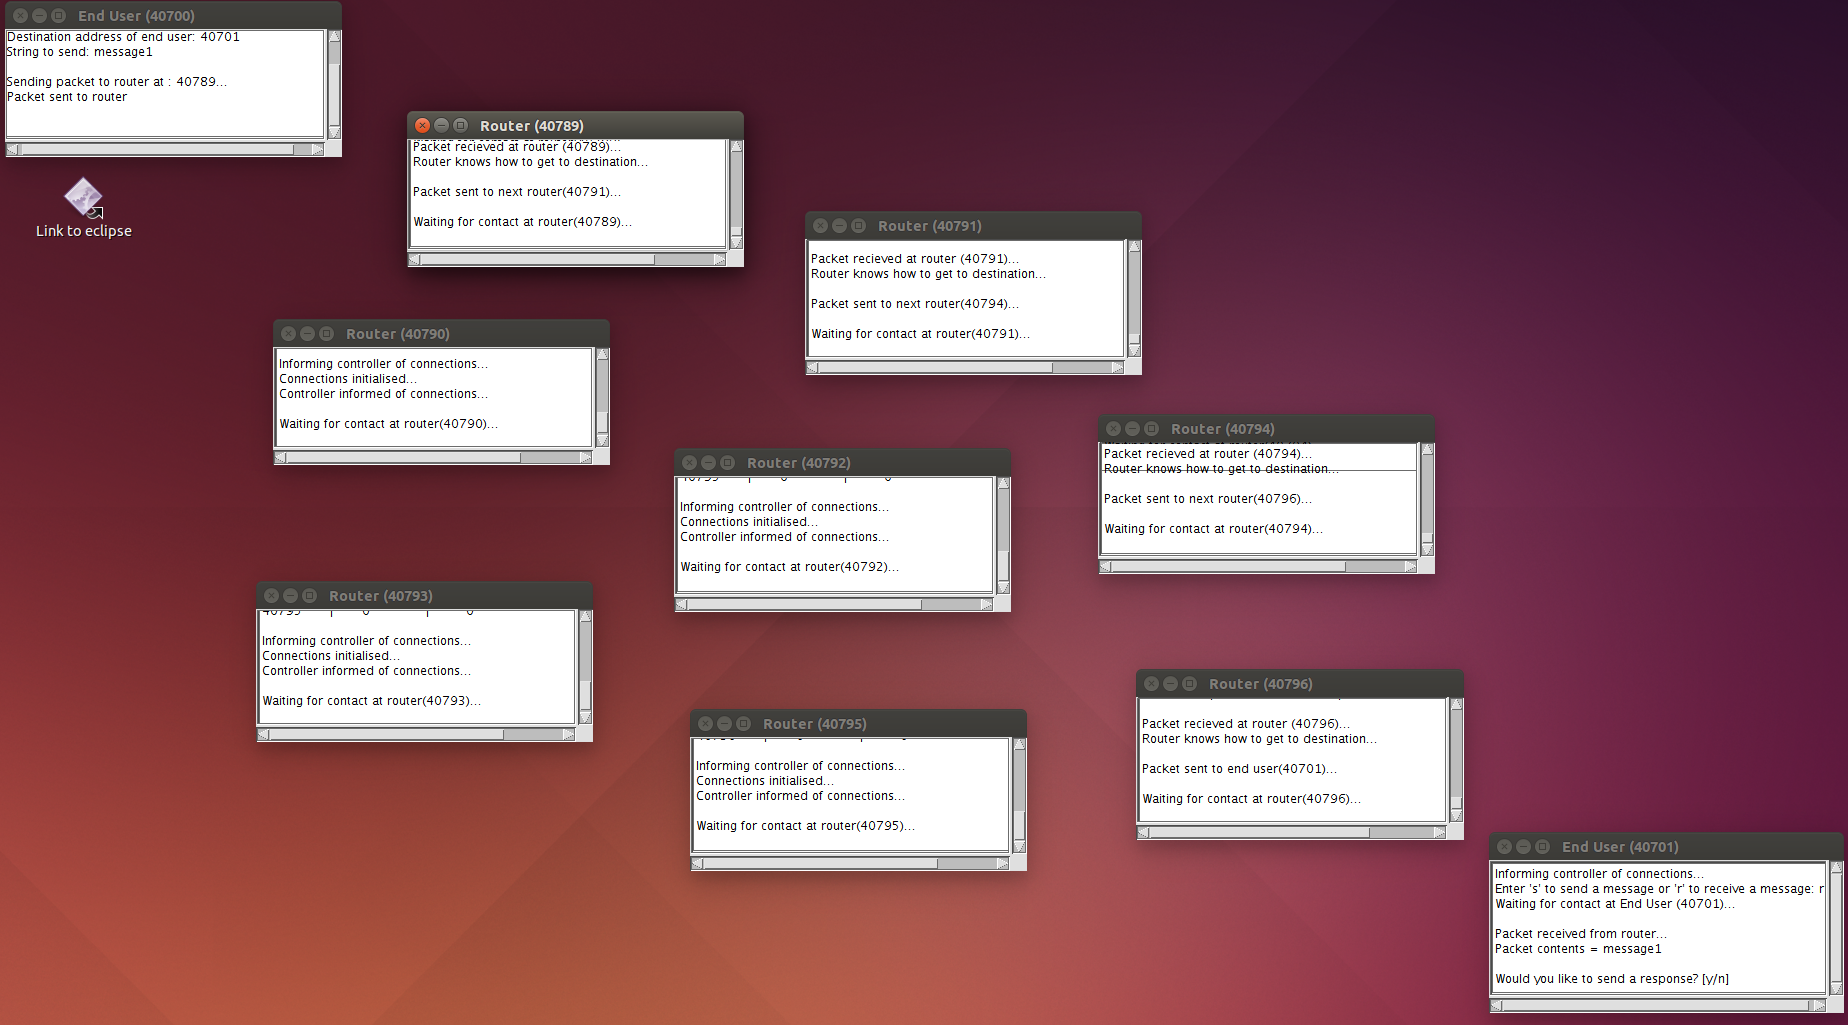 End User (40700)
Destination address of end user: 40701
String to send: message1
Sending packet to router at : 40789...
Packet sent to router
Link to eclipse
Router (40789)
Packet recieved at router (40789)...
Router knows how to get to destination...
Packet sent to next router(40791)...
Waiting for contact at router(40789)...
Router (40791)
Packet recieved at router (40791)...
Router knows how to get to destination...
Packet sent to next router(40794)...
Waiting for contact at router(40791)...
Router (40790)
Informing controller of connections...
Connections initialised...
Controller informed of connections...
Waiting for contact at router(40790)...
Router (40792)
Informing controller of connections...
Connections initialised...
Controller informed of connections...
Waiting for contact at router(40792)...
Router (40794)
Packet recieved at router (40794)...
Router knows how to get to destination...
Packet sent to next router(40796)...
Waiting for contact at router(40794)...
Router (40793)
Informing controller of connections...
Connections initialised...
Controller informed of connections...
Waiting for contact at router(40793)...
Router (40795)
Informing controller of connections...
Connections initialised...
Controller informed of connections...
Waiting for contact at router(40795)...
Router (40796)
Packet recieved at router (40796)...
Router knows how to get to destination...
Packet sent to end user(40701)...
Waiting for contact at router(40796)...
End User (40701)
Informing controller of connections...
Enter 's' to send a message or 'r' to receive a message: r
Waiting for contact at End User (40701)...
Packet received from router...
Packet contents = message1
Would you like to send a response? [y/n]